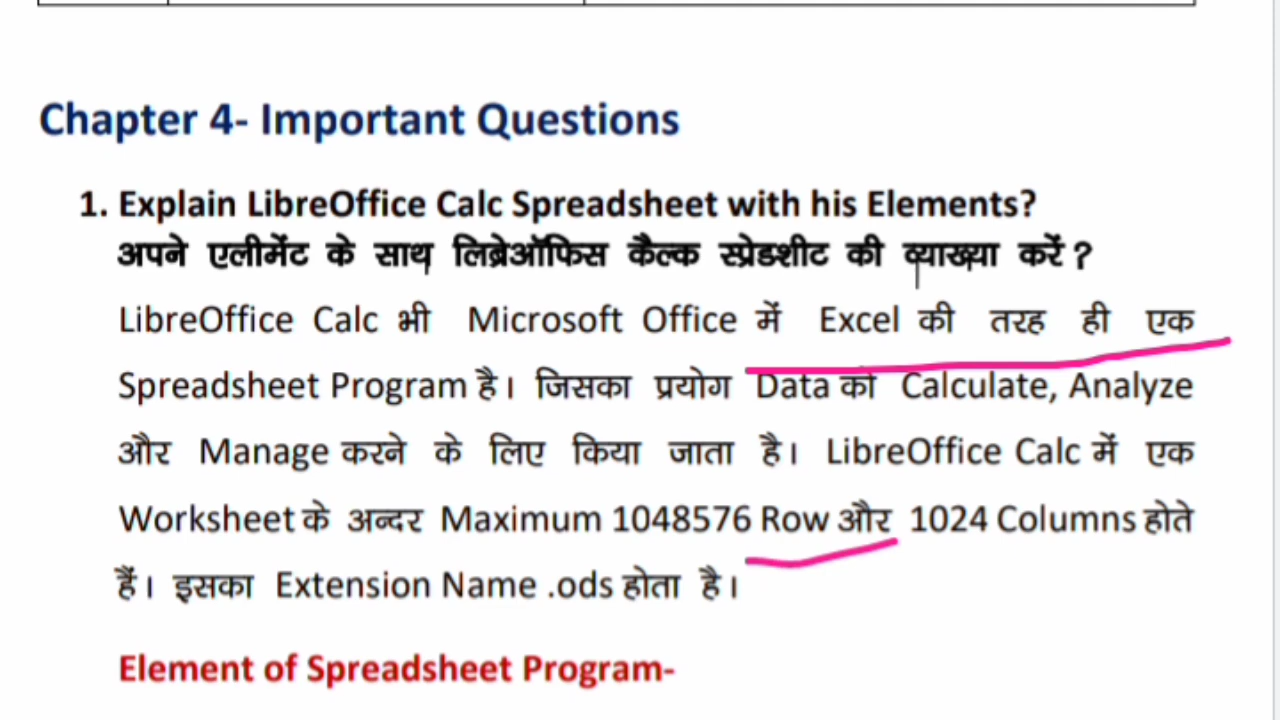 Chapter 4- Important Questions
1. Explain LibreOffice Calc Spreadsheet with his Elements?
अपने एलीमेंट के साथ लिब्रेऑफिस कैल्क स्प्रेडशीट की व्याख्या करें ?
LibreOffice Calc भी Microsoft Office में Excel की तरह ही एक
Spreadsheet Program है। जिसका प्रयोग Data को Calculate, Analyze
और Manage करने के लिए किया जाता है। LibreOffice Calc में एक
Worksheet के अन्दर Maximum 1048576 Row और 1024 Columns होते
हैं। इसका Extension Name .ods होता है।
Element of Spreadsheet Program-